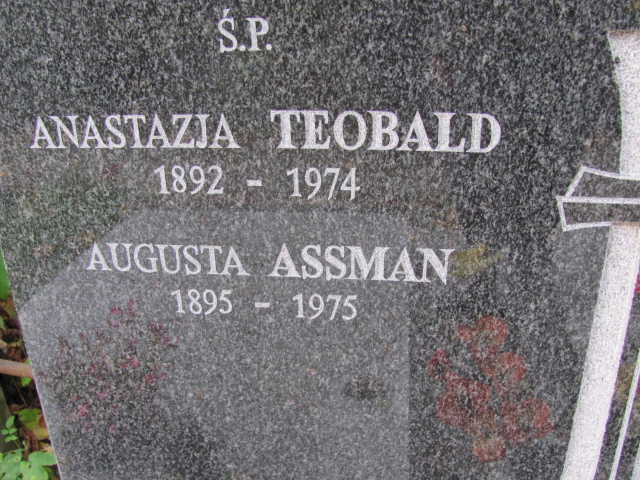 Ś.P.
ANASTAZJA TEOBALD
1892 - 1974
AUGUSTA ASSMAN
1895 - 1975